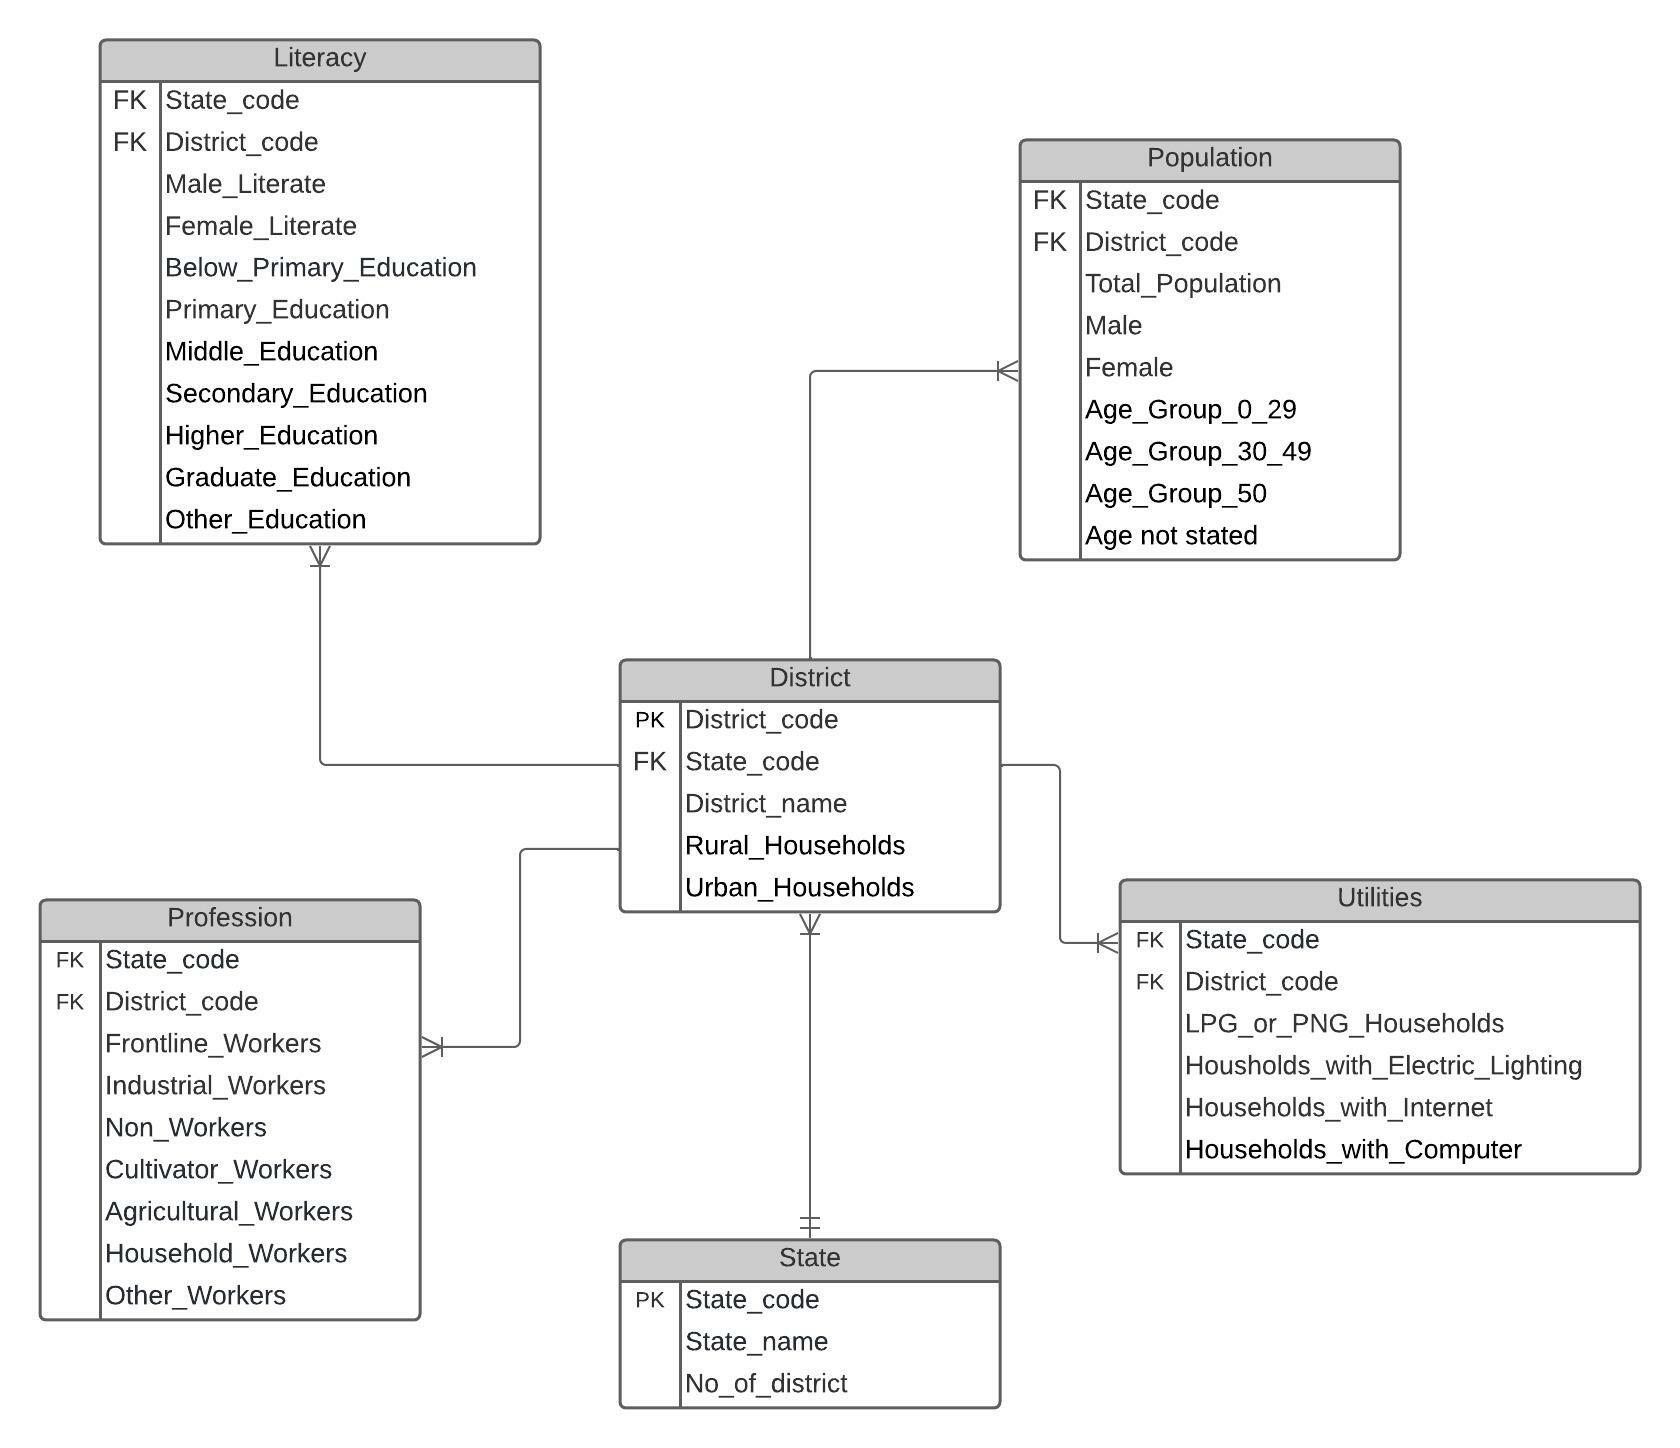 Literacy
FK State_code
FK District_code
Male_Literate
Female_Literate
Below_Primary_Education
Primary_Education
Middle_Education
Secondary_Education
Higher_Education
Graduate_Education
Other_Education
Population
FK State_code
FK District_code
Total_Population
Male
Female
Age_Group_0_29
Age_Group_30_49
Age_Group_50
Age not stated
District
PK District_code
FK State_code
District_name
Rural_Households
Urban_Households
Profession
FK State_code
FK District_code
Frontline_Workers
Industrial_Workers
Non_Workers
Cultivator_Workers
Agricultural_Workers
Household_Workers
Other_Workers
Utilities
FK State_code
FK District_code
LPG_or_PNG_Households
Housholds_with_Electric_Lighting
Households_with_Internet
Households_with_Computer
State
PK State_code
State_name
No_of_district